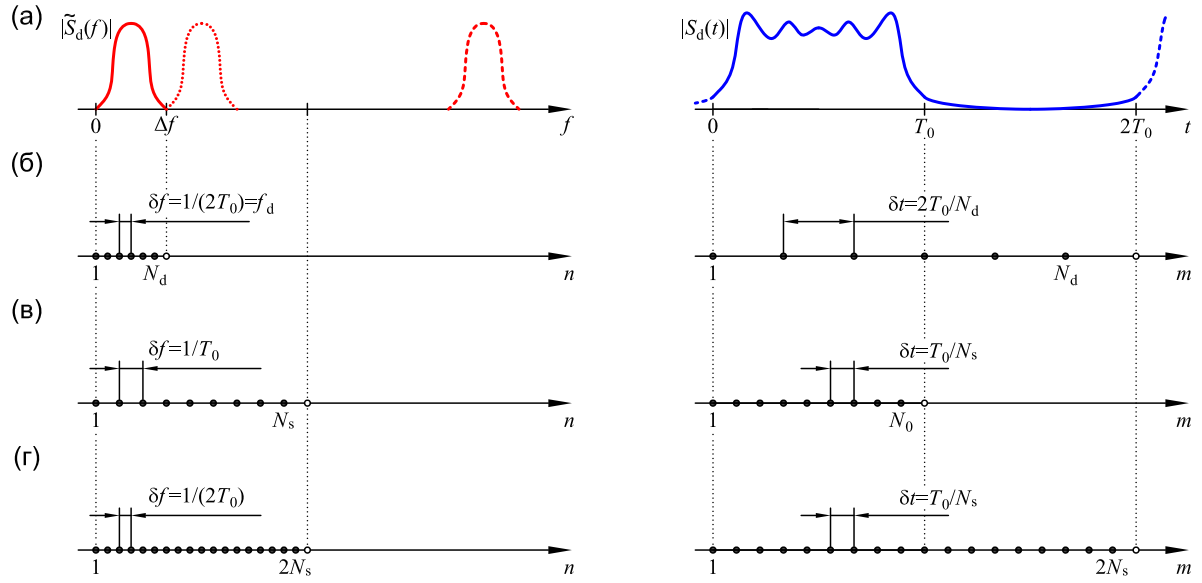 (а) |S̃d(f)| |Sd(t)|
0 Δf f 0 T0 2T0 t
(б)
δf=1/(2T0)=fd δt=2T0/Nd
1 Nd n 1 Nd m
(в)
δf=1/T0 δt=T0/Ns
1 Ns n 1 N0 m
(г)
δf=1/(2T0) δt=T0/Ns
1 2Ns n 1 2Ns m